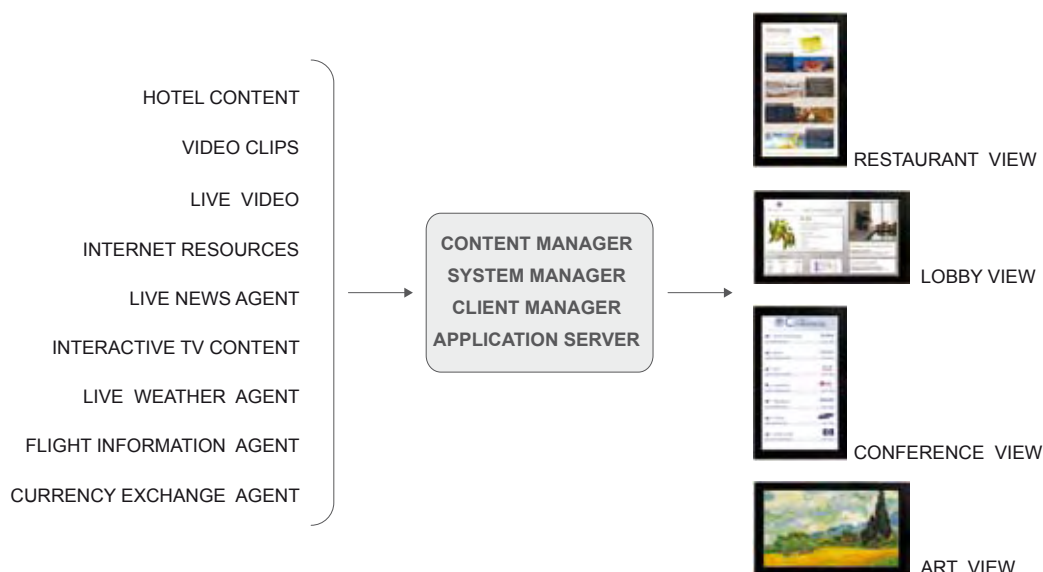 HOTEL CONTENT
VIDEO CLIPS
LIVE VIDEO
INTERNET RESOURCES
LIVE NEWS AGENT
INTERACTIVE TV CONTENT
LIVE WEATHER AGENT
FLIGHT INFORMATION AGENT
CURRENCY EXCHANGE AGENT
CONTENT MANAGER
SYSTEM MANAGER
CLIENT MANAGER
APPLICATION SERVER
RESTAURANT VIEW
LOBBY VIEW
CONFERENCE VIEW
ART VIEW